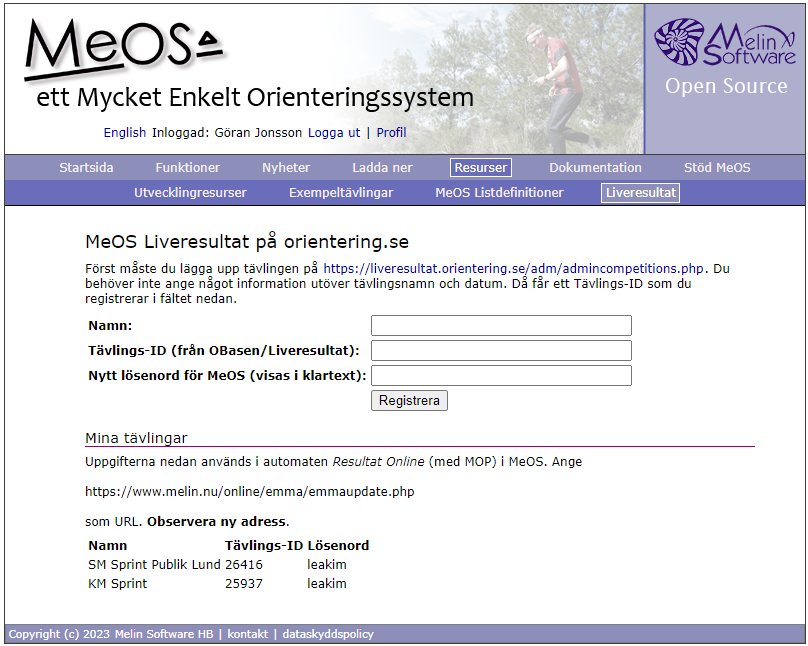 MeOS
ett Mycket Enkelt Orienteringssystem
English Inloggad: Göran Jonsson Logga ut | Profil
Melin
Software
Open Source
Startsida Funktioner Nyheter Ladda ner Resurser Dokumentation Stöd MeOS
Utvecklingresurser Exempeltävlingar MeOS Listdefinitioner Liveresultat
MeOS Liveresultat på orientering.se
Först måste du lägga upp tävlingen på https://liveresultat.orientering.se/adm/admincompetitions.php. Du
behöver inte ange något information utöver tävlingsnamn och datum. Då får ett Tävlings-ID som du
registrerar i fältet nedan.
Namn:
Tävlings-ID (från OBasen/Liveresultat):
Nytt lösenord för MeOS (visas i klartext):
Registrera
Mina tävlingar
Uppgifterna nedan används i automaten Resultat Online (med MOP) i MeOS. Ange
https://www.melin.nu/online/emma/emmaupdate.php
som URL. Observera ny adress.
Namn Tävlings-ID Lösenord
SM Sprint Publik Lund 26416 leakim
KM Sprint 25937 leakim
Copyright (c) 2023 Melin Software HB | kontakt | dataskyddspolicy